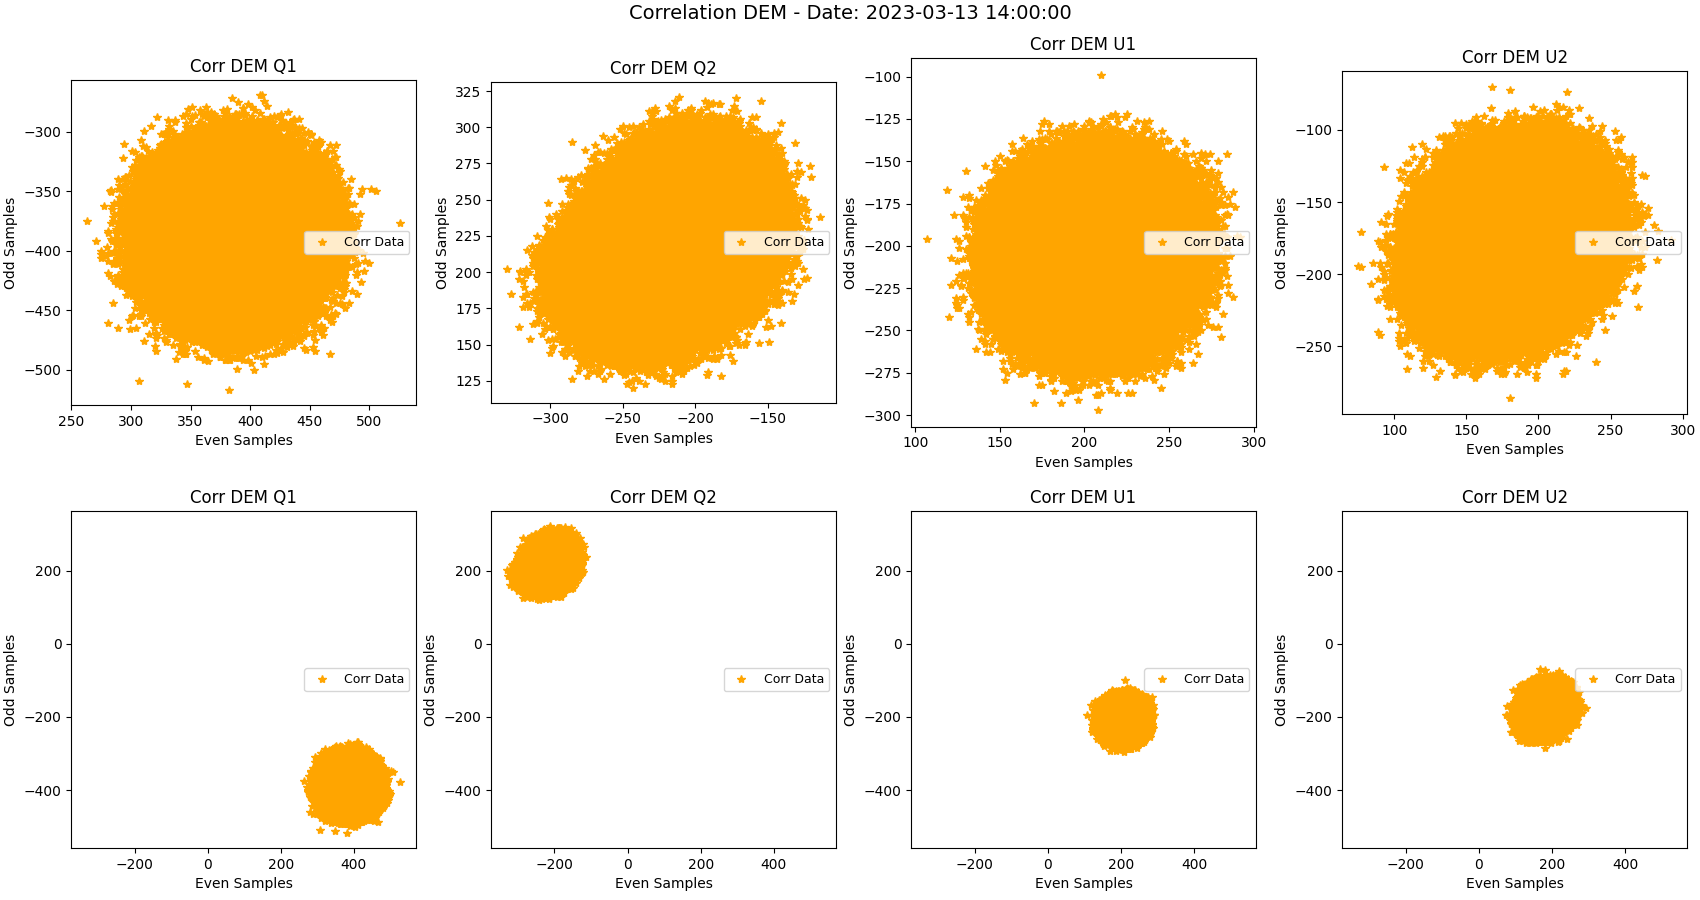 Correlation DEM - Date: 2023-03-13 14:00:00
Corr DEM Q1
Odd Samples
−300
−350
−400
−450
−500
250 300 350 400 450 500
Even Samples
Corr Data
Corr DEM Q2
Odd Samples
325
300
275
250
225
200
175
150
125
−300 −250 −200 −150
Even Samples
Corr Data
Corr DEM U1
Odd Samples
−100
−125
−150
−175
−200
−225
−250
−275
−300
100 150 200 250 300
Even Samples
Corr Data
Corr DEM U2
Odd Samples
−100
−150
−200
−250
100 150 200 250 300
Even Samples
Corr Data
Corr DEM Q1
Odd Samples
200
0
−200
−400
−200 0 200 400
Even Samples
Corr Data
Corr DEM Q2
Odd Samples
200
0
−200
−400
−200 0 200 400
Even Samples
Corr Data
Corr DEM U1
Odd Samples
200
0
−200
−400
−200 0 200 400
Even Samples
Corr Data
Corr DEM U2
Odd Samples
200
0
−200
−400
−200 0 200 400
Even Samples
Corr Data